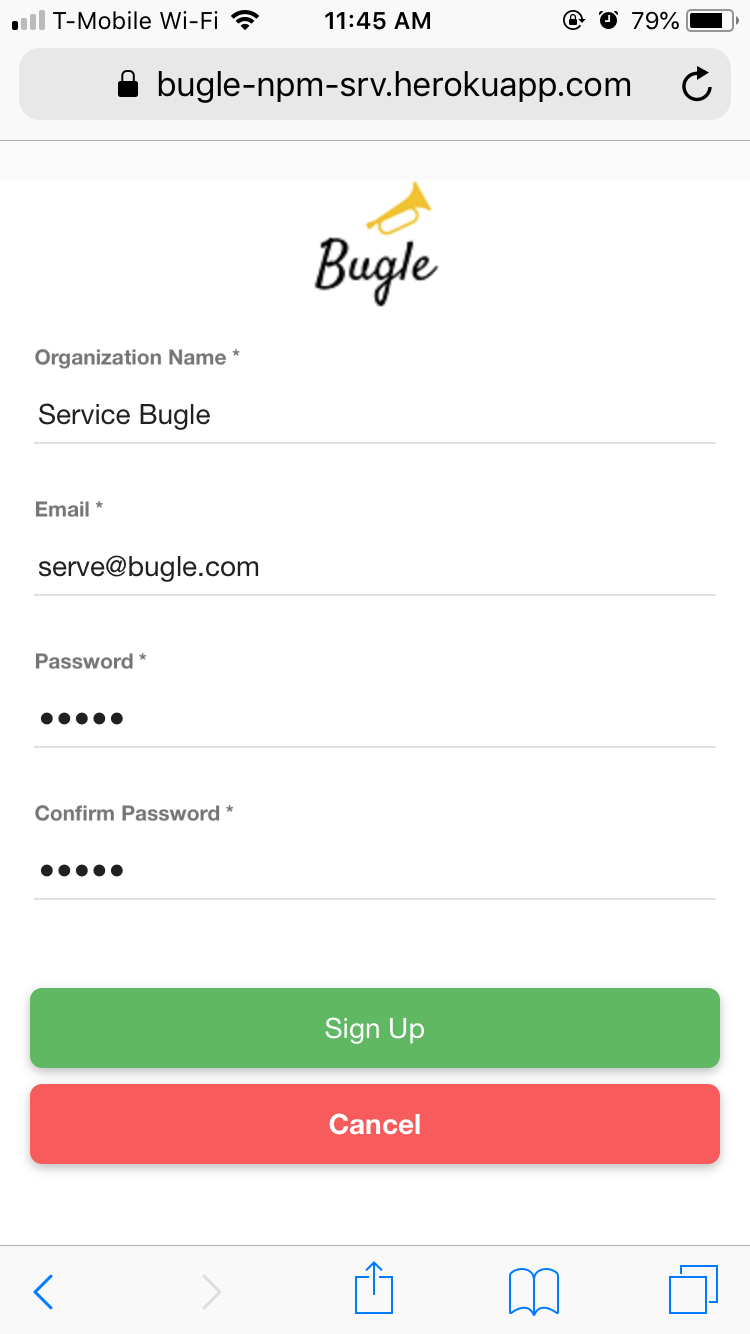 T-Mobile Wi-Fi 11:45 AM 79%
bugle-npm-srv.herokuapp.com
Bugle
Organization Name *
Service Bugle
Email *
serve@bugle.com
Password *
•••••
Confirm Password *
•••••
Sign Up
Cancel